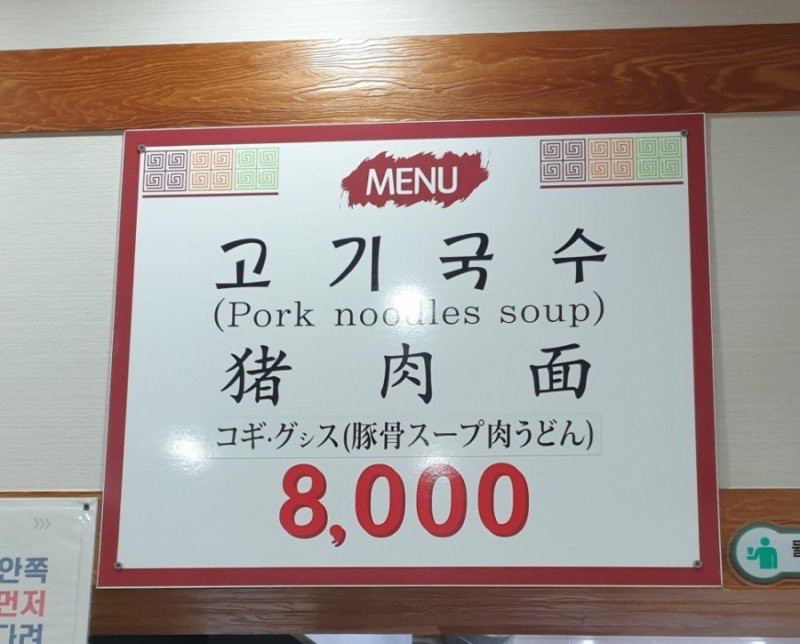 MENU
고기국수
(Pork noodles soup)
猪肉面
コギ·グシス(豚骨スープ肉うどん)
8,000
안쪽
먼저